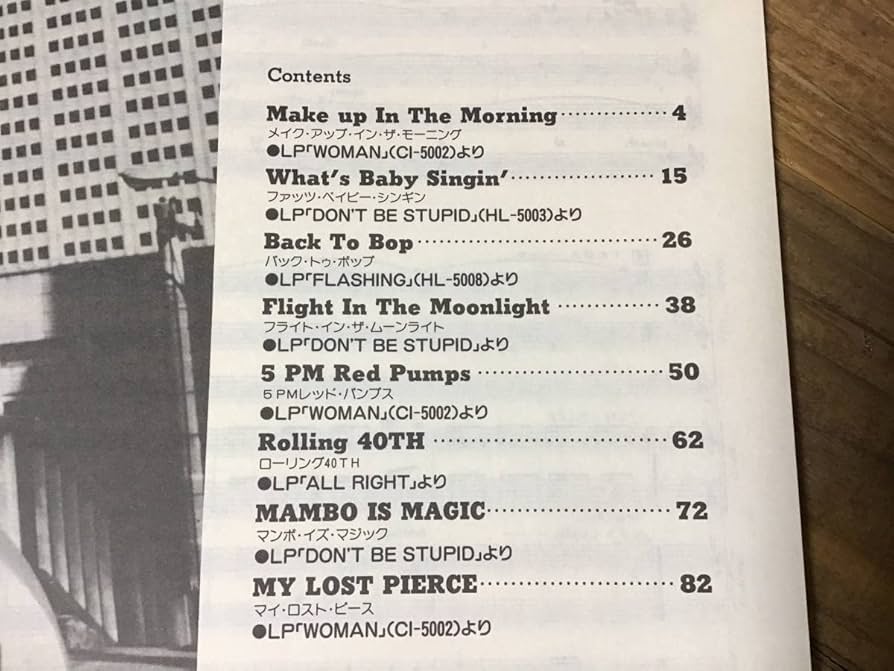 Contents
Make up In The Morning············4
メイク・アップ・イン・ザ・モーニング
●LP「WOMAN」(CI-5002)より
What's Baby Singin'················15
ファッツ・ベイビー・シンギン
●LP「DON'T BE STUPID」(HL-5003)より
Back To Bop··························26
バック・トゥ・ボップ
●LP「FLASHING」(HL-5008)より
Flight In The Moonlight············38
フライト・イン・ザ・ムーンライト
●LP「DON'T BE STUPID」より
5 PM Red Pumps·····················50
5PMレッド・パンプス
●LP「WOMAN」(CI-5002)より
Rolling 40TH·························62
ローリング40TH
●LP「ALL RIGHT」より
MAMBO IS MAGIC····················72
マンボ・イズ・マジック
●LP「DON'T BE STUPID」より
MY LOST PIERCE·····················82
マイ・ロスト・ピース
●LP「WOMAN」(CI-5002)より